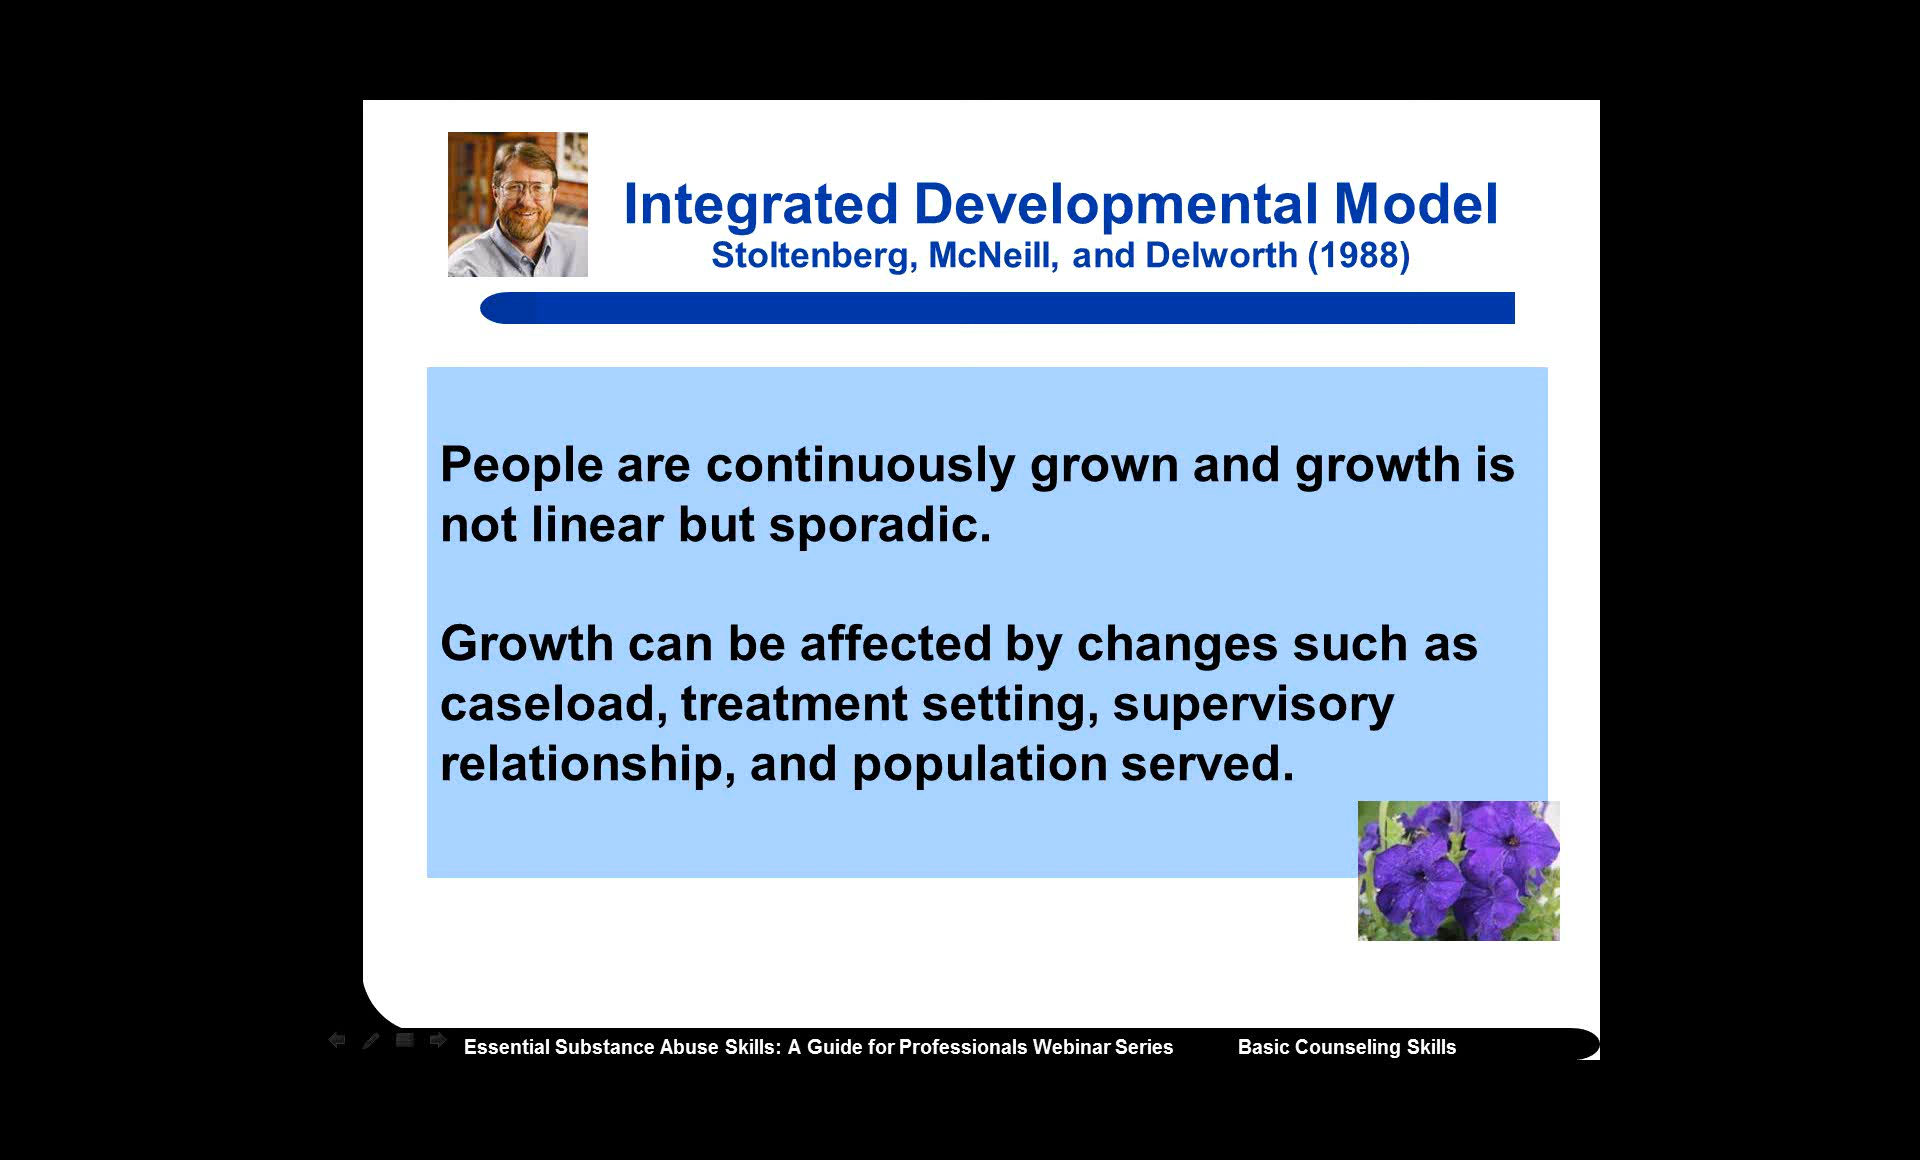 Integrated Developmental Model
Stoltenberg, McNeill, and Delworth (1988)
People are continuously grown and growth is
not linear but sporadic.
Growth can be affected by changes such as
caseload, treatment setting, supervisory
relationship, and population served.
Essential Substance Abuse Skills: A Guide for Professionals Webinar Series Basic Counseling Skills